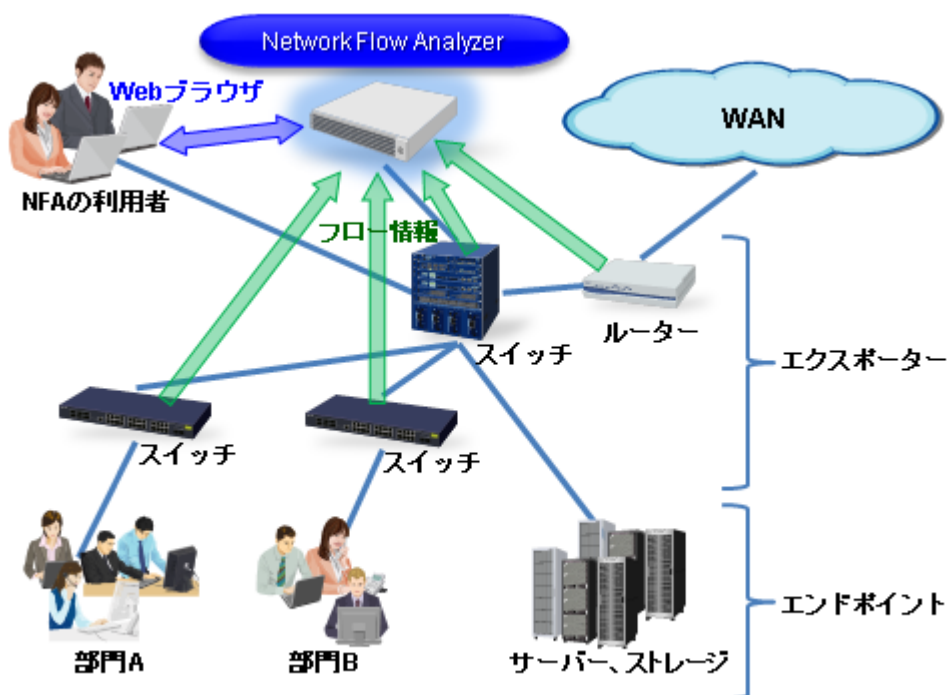 Network Flow Analyzer
Webブラウザ
WAN
NFAの利用者
フロー情報
スイッチ
ルーター
エクスポーター
スイッチ
スイッチ
エンドポイント
部門A
部門B
サーバー、ストレージ